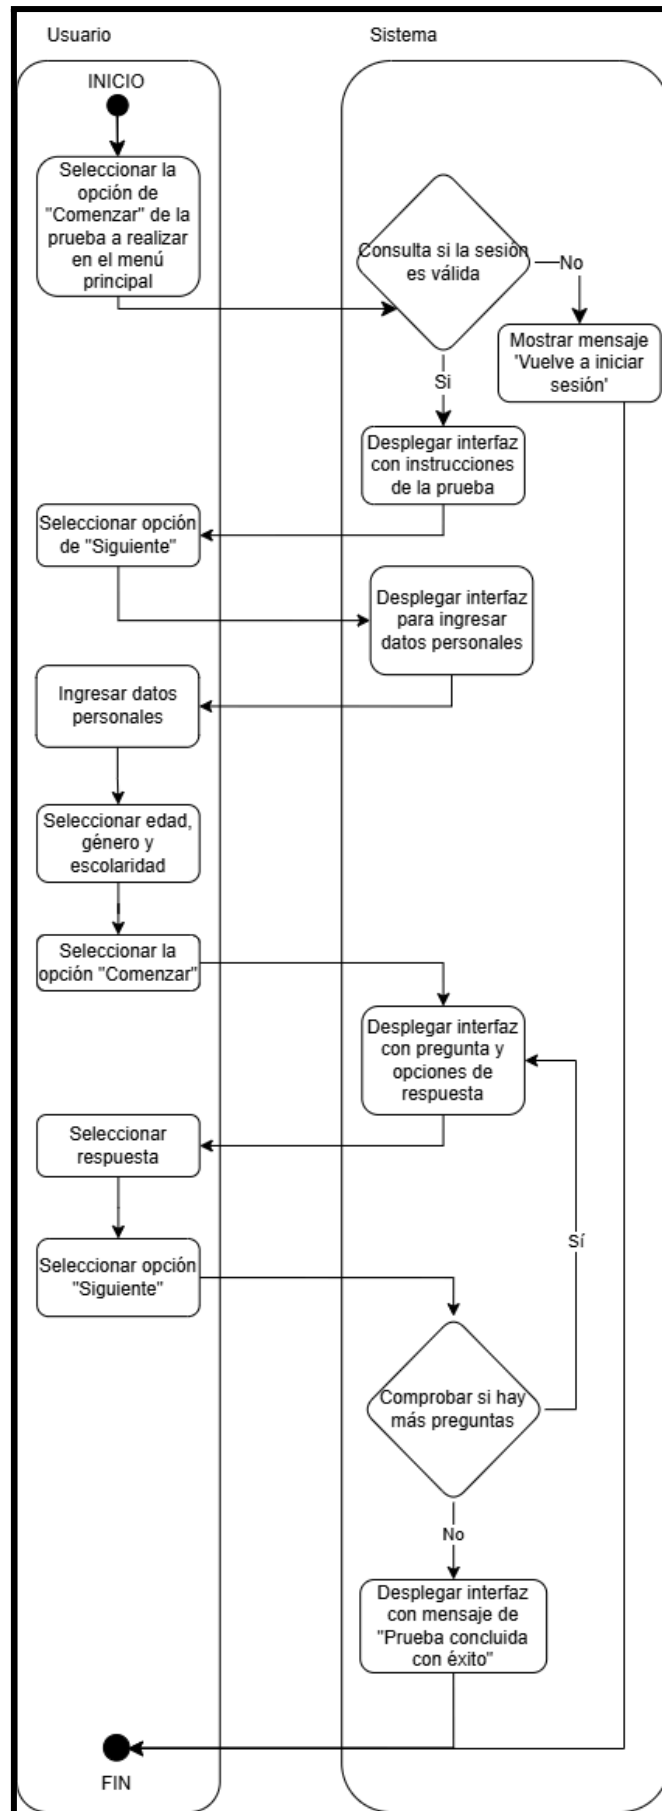 Usuario
Sistema
INICIO
Seleccionar la
opción de
"Comenzar" de la
prueba a realizar
en el menú
principal
Consulta si la sesión
es válida
No
Mostrar mensaje
'Vuelve a iniciar
sesión'
Si
Desplegar interfaz
con instrucciones
de la prueba
Seleccionar opción
de "Siguiente"
Desplegar interfaz
para ingresar
datos personales
Ingresar datos
personales
Seleccionar edad,
género y
escolaridad
Seleccionar la
opción "Comenzar"
Desplegar interfaz
con pregunta y
opciones de
respuesta
Seleccionar
respuesta
Sí
Seleccionar opción
"Siguiente"
Comprobar si hay
más preguntas
No
Desplegar interfaz
con mensaje de
"Prueba concluida
con éxito"
FIN